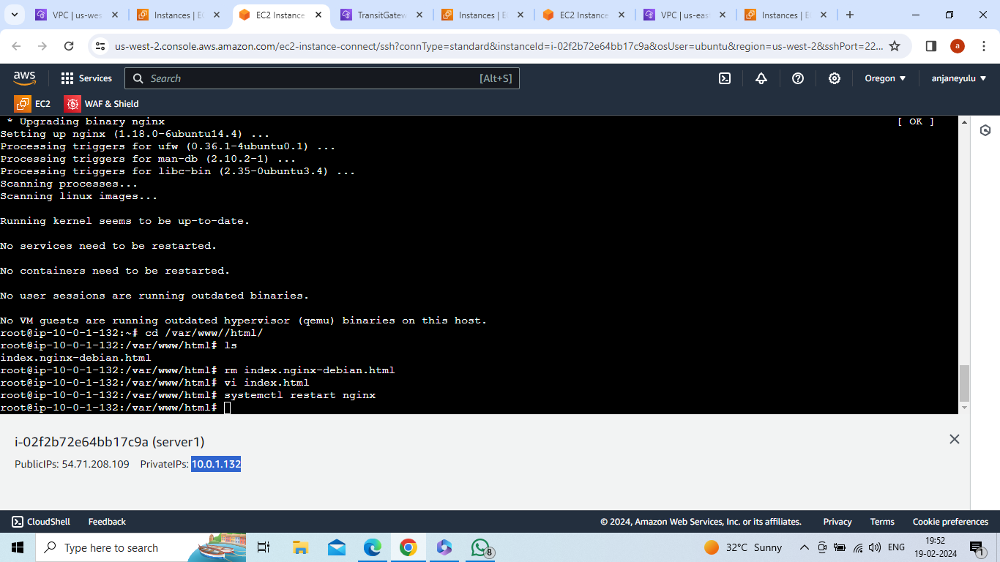 VPC | us-wes
Instances | EC
EC2 Instance
TransitGatew
Instances | EC
EC2 Instance
VPC | us-eas
Instances | EC
us-west-2.console.aws.amazon.com/ec2-instance-connect/ssh?connType=standard&instanceId=i-02f2b72e64bb17c9a&osUser=ubuntu&region=us-west-2&sshPort=22...
a
aws
Services
Search
[Alt+S]
Oregon
anjaneyulu
EC2
WAF & Shield
* Upgrading binary nginx [ OK ]
Setting up nginx (1.18.0-6ubuntu14.4) ...
Processing triggers for ufw (0.36.1-4ubuntu0.1) ...
Processing triggers for man-db (2.10.2-1) ...
Processing triggers for libc-bin (2.35-0ubuntu3.4) ...
Scanning processes...
Scanning linux images...
Running kernel seems to be up-to-date.
No services need to be restarted.
No containers need to be restarted.
No user sessions are running outdated binaries.
No VM guests are running outdated hypervisor (qemu) binaries on this host.
root@ip-10-0-1-132:~# cd /var/www//html/
root@ip-10-0-1-132:/var/www/html# ls
index.nginx-debian.html
root@ip-10-0-1-132:/var/www/html# rm index.nginx-debian.html
root@ip-10-0-1-132:/var/www/html# vi index.html
root@ip-10-0-1-132:/var/www/html# systemctl restart nginx
root@ip-10-0-1-132:/var/www/html#
i-02f2b72e64bb17c9a (server1)
PublicIPs: 54.71.208.109 PrivateIPs: 10.0.1.132
CloudShell
Feedback
© 2024, Amazon Web Services, Inc. or its affiliates.
Privacy
Terms
Cookie preferences
Type here to search
8
32°C Sunny
ENG
19:52
19-02-2024
1